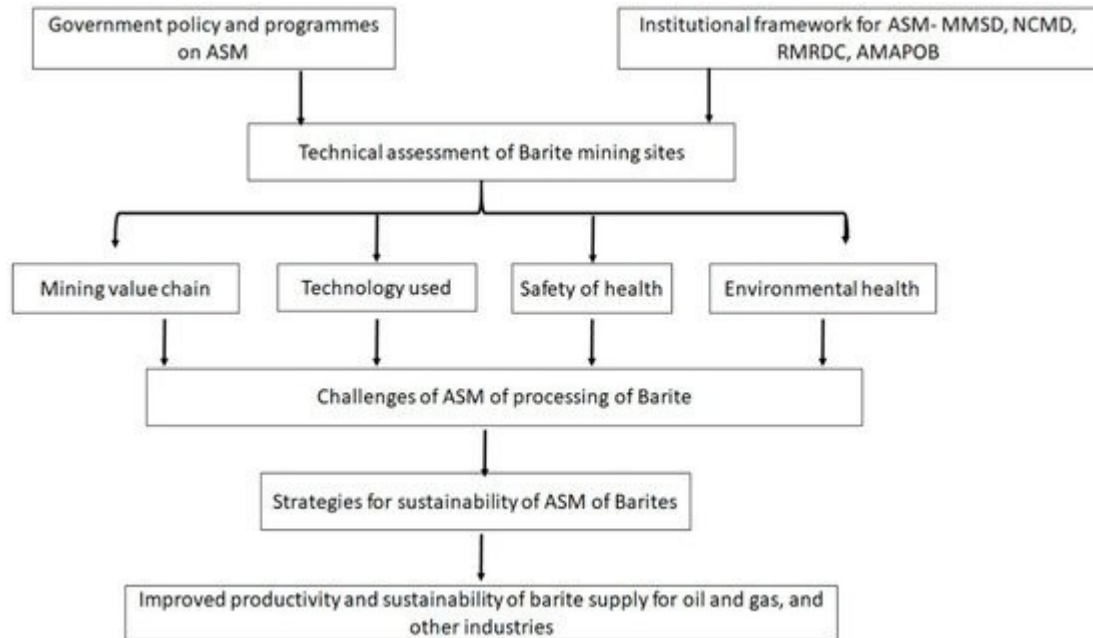 Government policy and programmes
on ASM
Institutional framework for ASM- MMSD, NCMD,
RMRDC, AMAPOB
Technical assessment of Barite mining sites
Mining value chain
Technology used
Safety of health
Environmental health
Challenges of ASM of processing of Barite
Strategies for sustainability of ASM of Barites
Improved productivity and sustainability of barite supply for oil and gas, and
other industries